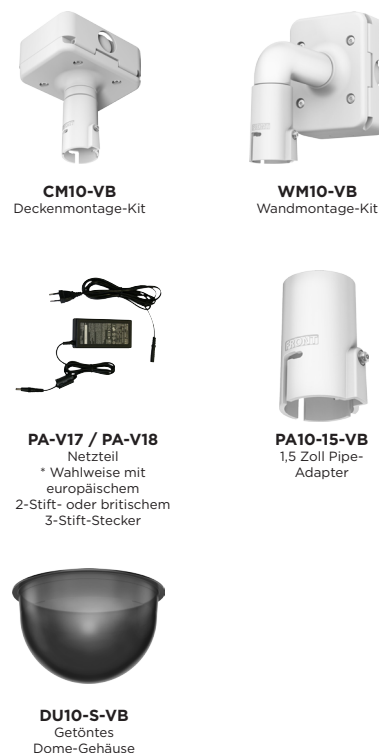 CM10-VB
Deckenmontage-Kit
WM10-VB
Wandmontage-Kit
PA-V17 / PA-V18
Netzteil
* Wahlweise mit
europäischem
2-Stift- oder britischem
3-Stift-Stecker
PA10-15-VB
1,5 Zoll Pipe-
Adapter
DU10-S-VB
Getöntes
Dome-Gehäuse